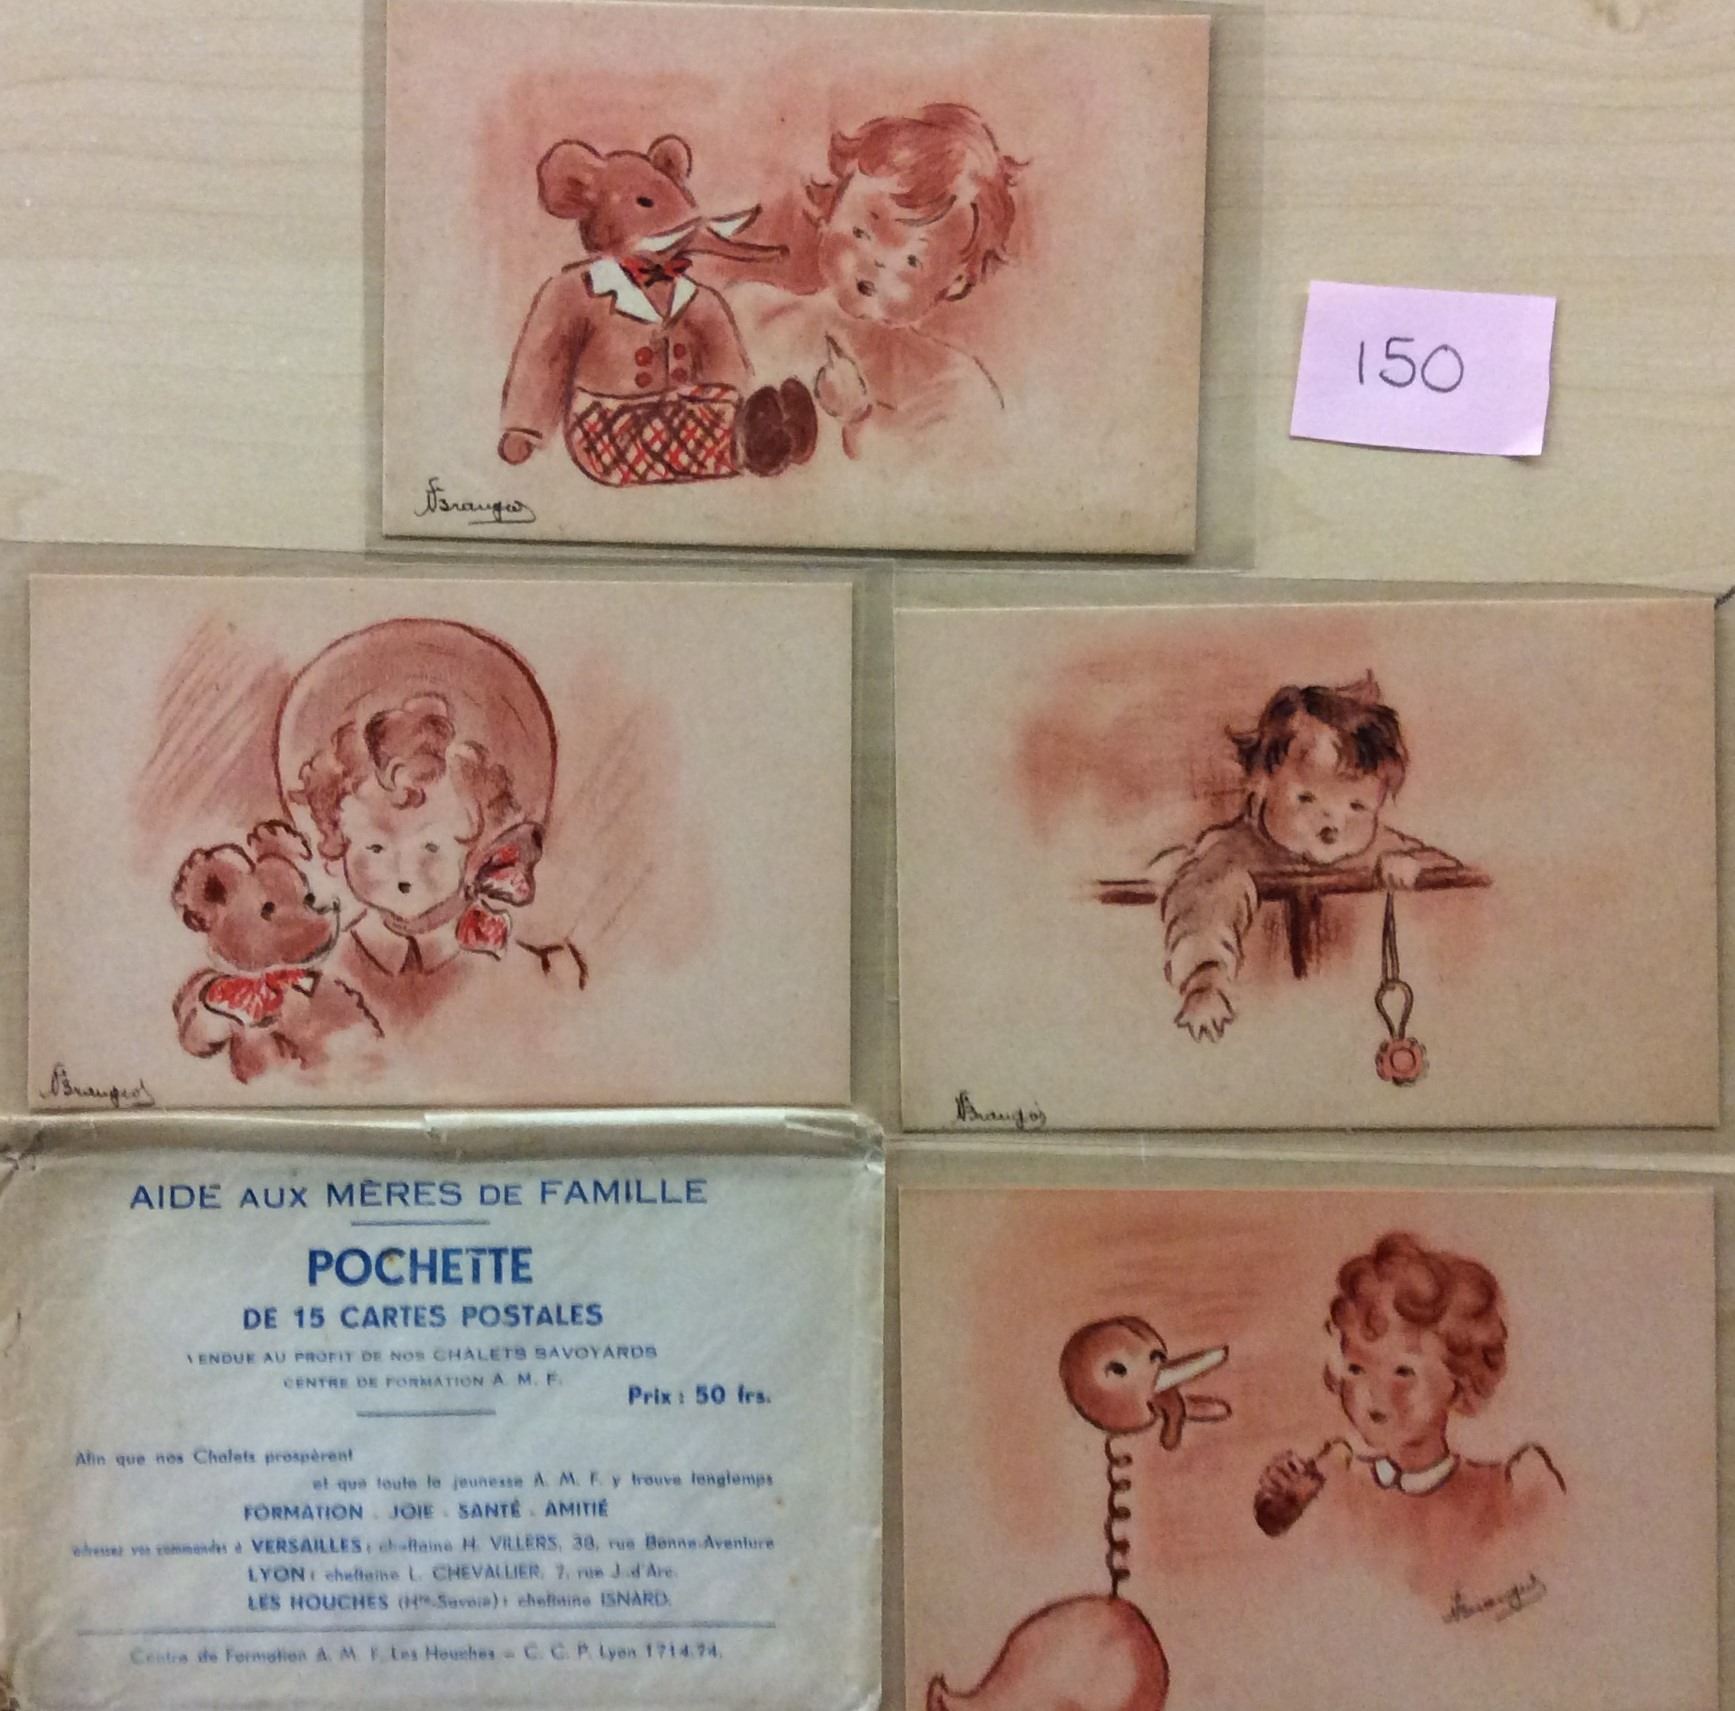 150
AIDE AUX MÈRES DE FAMILLE
POCHETTE
DE 15 CARTES POSTALES
VENDUE AU PROFIT DE NOS CHALETS SAVOYARDS
CENTRE DE FORMATION A. M. F.
Prix : 50 frs.
Afin que nos Chalets prospèrent
et que toute la jeunesse A. M. F. y trouve longtemps
FORMATION - JOIE - SANTÉ - AMITIÉ
adressez vos commandes à VERSAILLES : cheftaine H. VILLERS, 38, rue Bonne-Aventure
LYON : cheftaine L. CHEVALLIER, 7, rue J. d'Arc.
LES HOUCHES (Hte-Savoie) : cheftaine ISNARD.
Centre de Formation A. M. F. Les Houches - C. C. P. Lyon 1714.74.